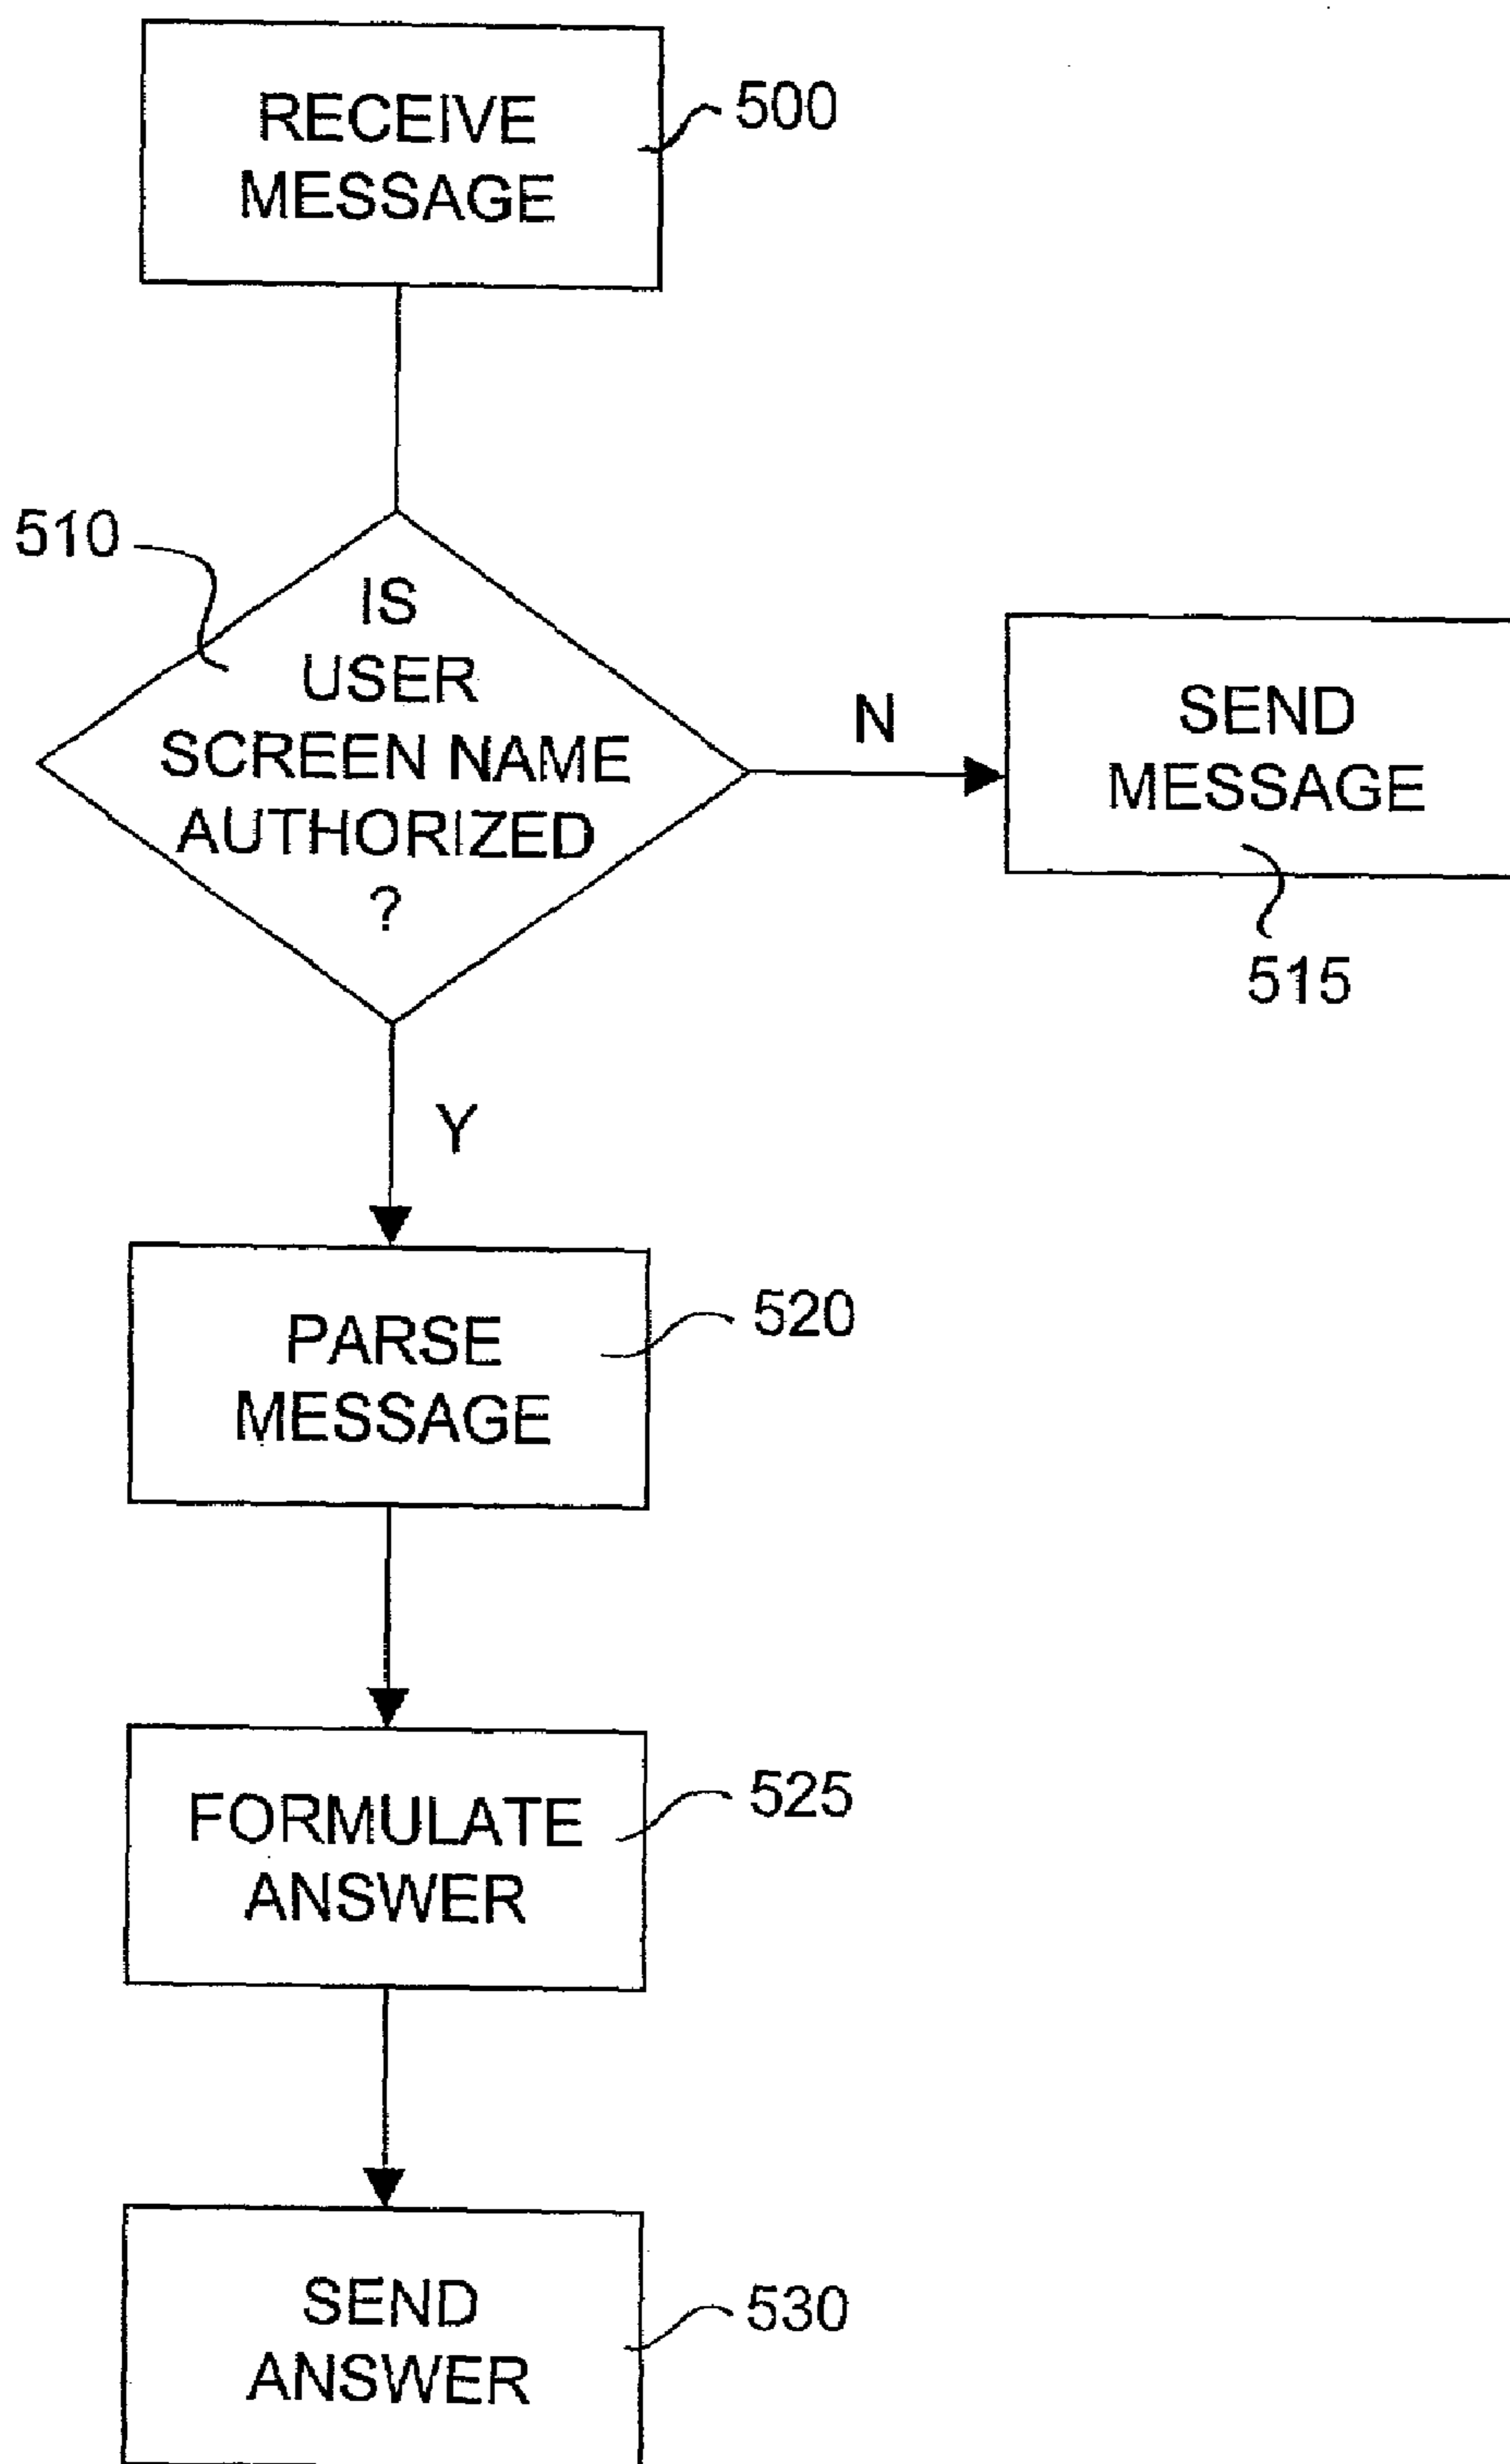 RECEIVE
MESSAGE
500
510
IS
USER
SCREEN NAME
AUTHORIZED
?
N
SEND
MESSAGE
515
Y
PARSE
MESSAGE
520
FORMULATE
ANSWER
525
SEND
ANSWER
530